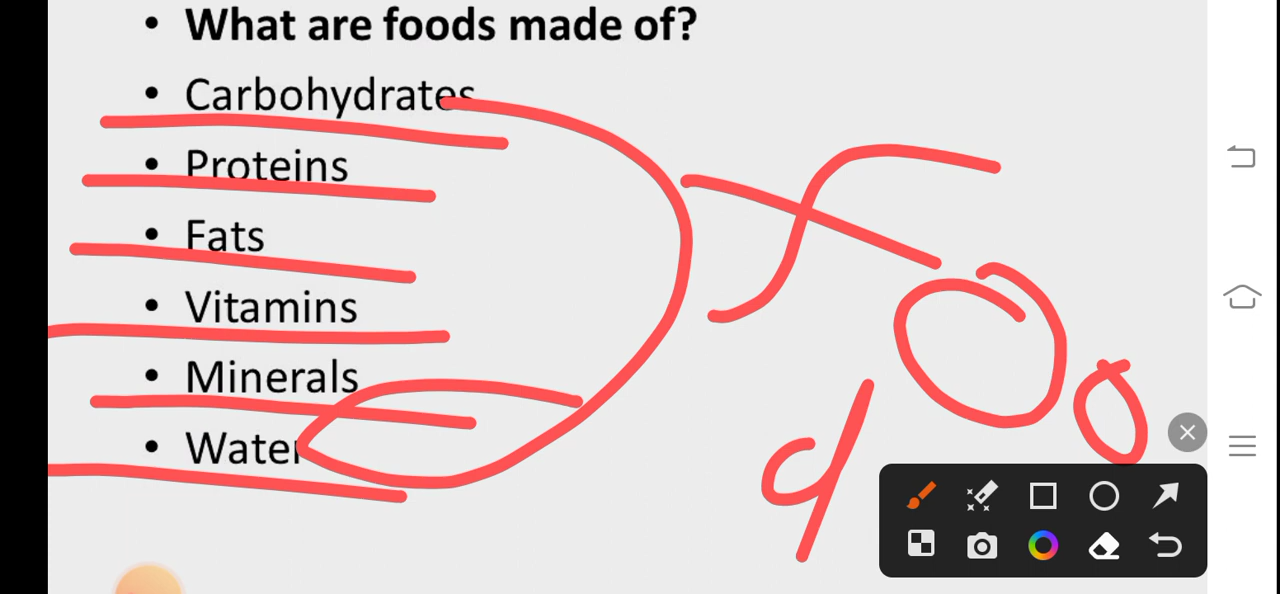 • What are foods made of?
• Carbohydrates
• Proteins
• Fats
• Vitamins
• Minerals
• Water
Food